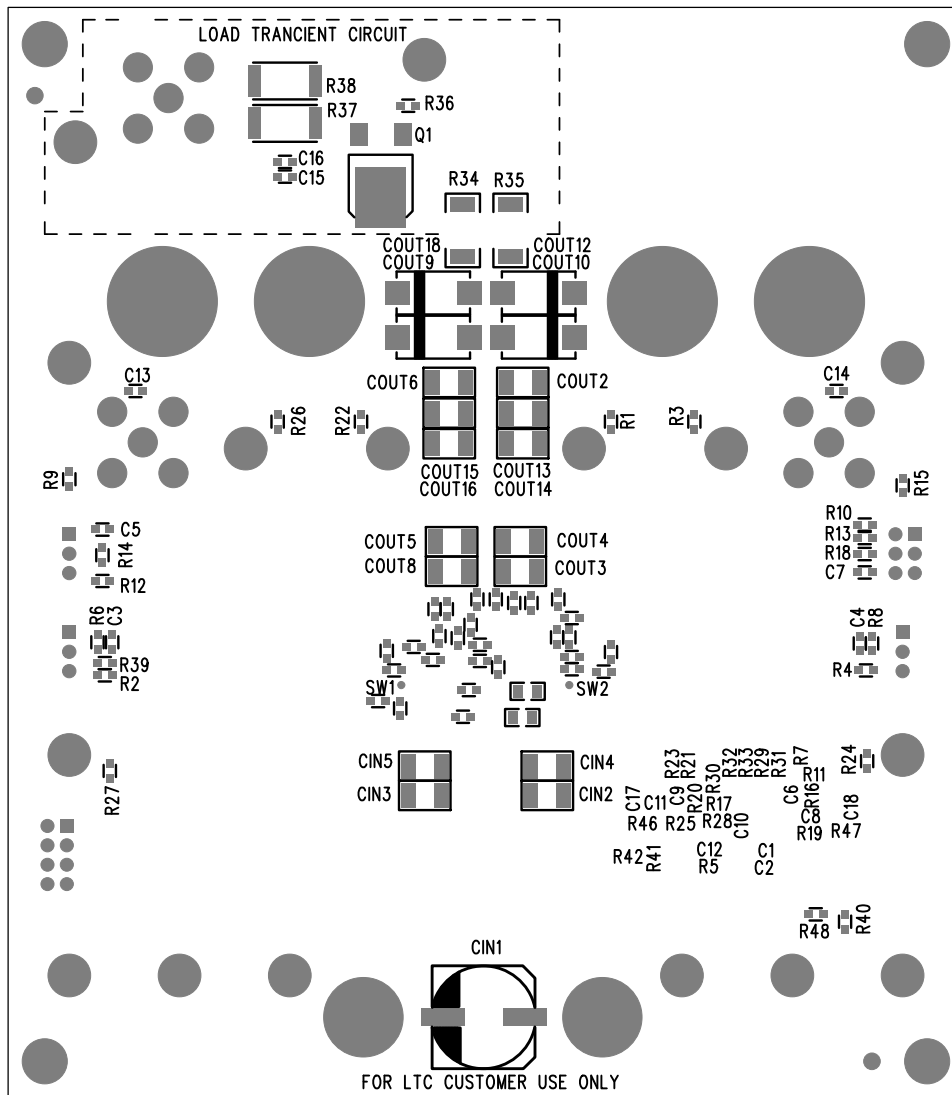 LOAD TRANCIENT CIRCUIT
R38
R37
R36
Q1
C16
C15
R34
R35
COUT18
COUT9
COUT12
COUT10
COUT6
COUT2
C13
C14
R26
R22
R1
R3
COUT15
COUT16
COUT13
COUT14
R9
R15
C5
R14
R12
R10
R13
R18
C7
COUT5
COUT8
COUT4
COUT3
R6
C3
R39
R2
C4
R8
R4
SW1
SW2
CIN5
CIN3
CIN4
CIN2
R27
R24
R23
R21
R30
R32
R33
R29
R31
R7
R11
C17
C11
C9
R20
R17
C6
R16
C18
R46
R25
R28
C10
C8
R19
R47
R42
R41
C12
R5
C1
C2
R48
R40
CIN1
FOR LTC CUSTOMER USE ONLY